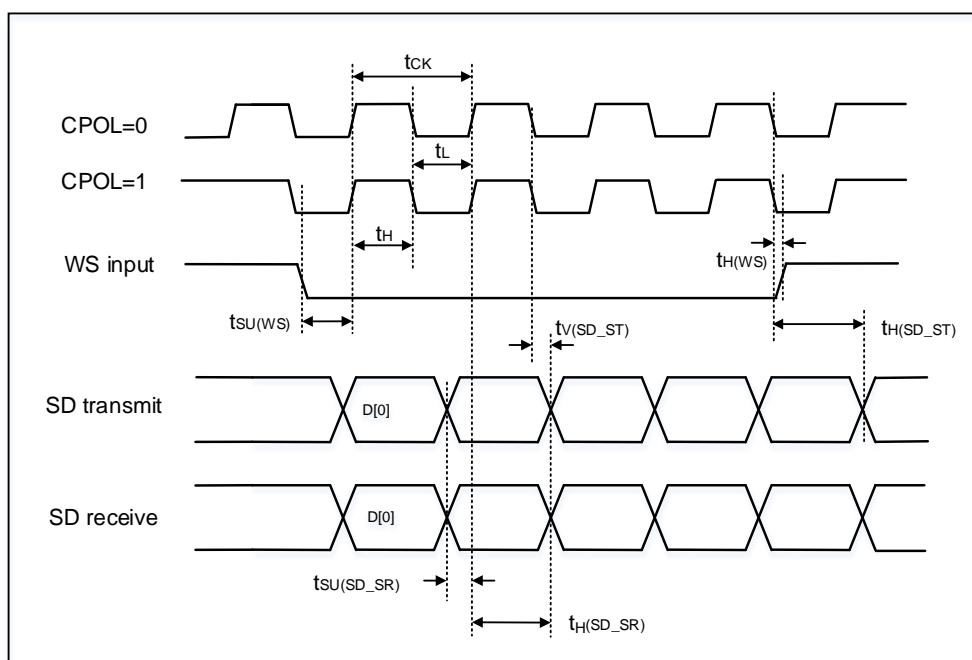 tCK
CPOL=0
tL
CPOL=1
tH
WS input
tH(WS)
tSU(WS)
tV(SD_ST)
tH(SD_ST)
SD transmit
D[0]
SD receive
D[0]
tSU(SD_SR)
tH(SD_SR)